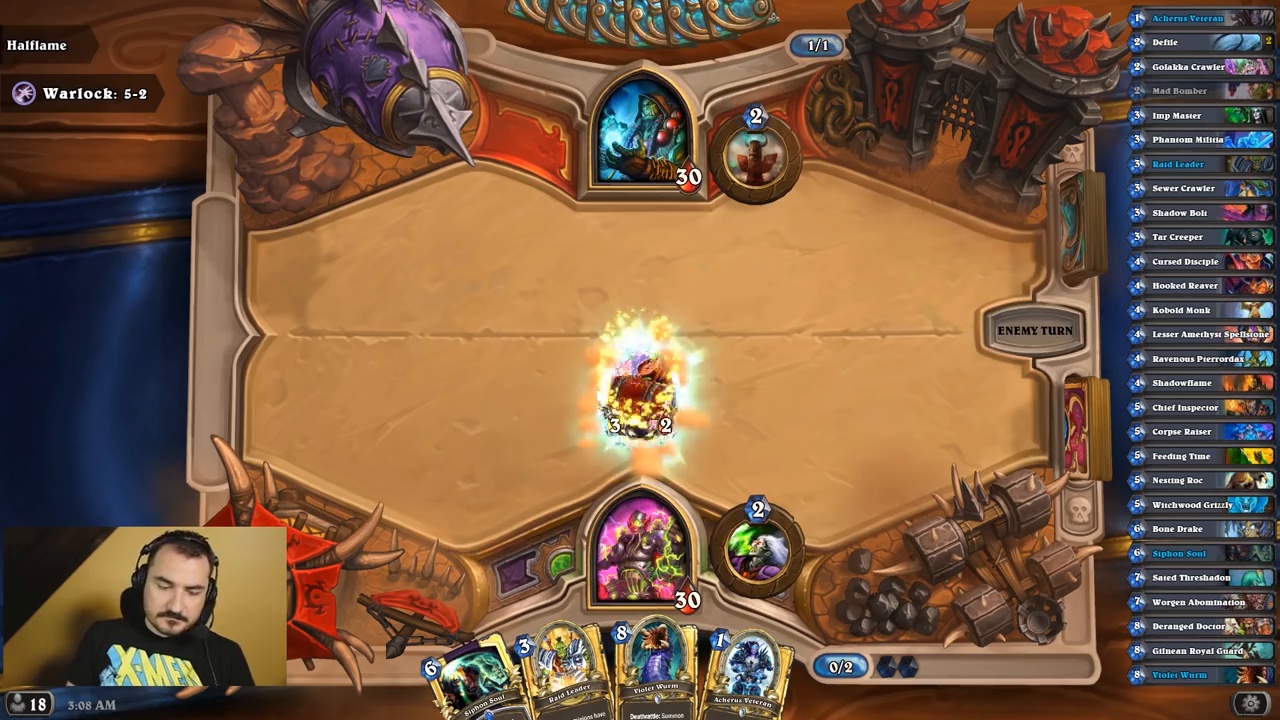 Halflame
Warlock: 5-2
1/1
2
30
ENEMY TURN
3 2
2
30
6 Siphon Soul
3 Raid Leader
8 Violet Wurm
Deathrattle: Summon
1 Acherus Veteran
0/2
XMEN
18 3:08 AM
1 Acherus Veteran
2 Defile 2
2 Golakka Crawler
2 Mad Bomber
3 Imp Master
3 Phantom Militia
3 Raid Leader
3 Sewer Crawler
3 Shadow Bolt
3 Tar Creeper
4 Cursed Disciple
4 Hooked Reaver
4 Kobold Monk
4 Lesser Amethyst Spellstone
4 Ravenous Pterrordax
4 Shadowflame
5 Chief Inspector
5 Corpse Raiser
5 Feeding Time
5 Nesting Roc
5 Witchwood Grizzly
6 Bone Drake
6 Siphon Soul
7 Sated Threshadon
7 Worgen Abomination
8 Deranged Doctor
8 Gilnean Royal Guard
8 Violet Wurm